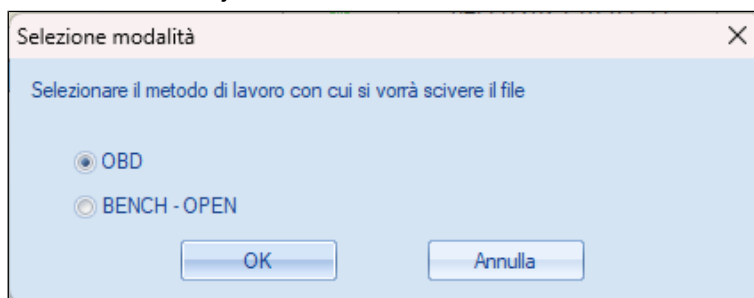 Selezione modalità
Selezionare il metodo di lavoro con cui si vorrà scivere il file
OBD
BENCH - OPEN
OK Annulla